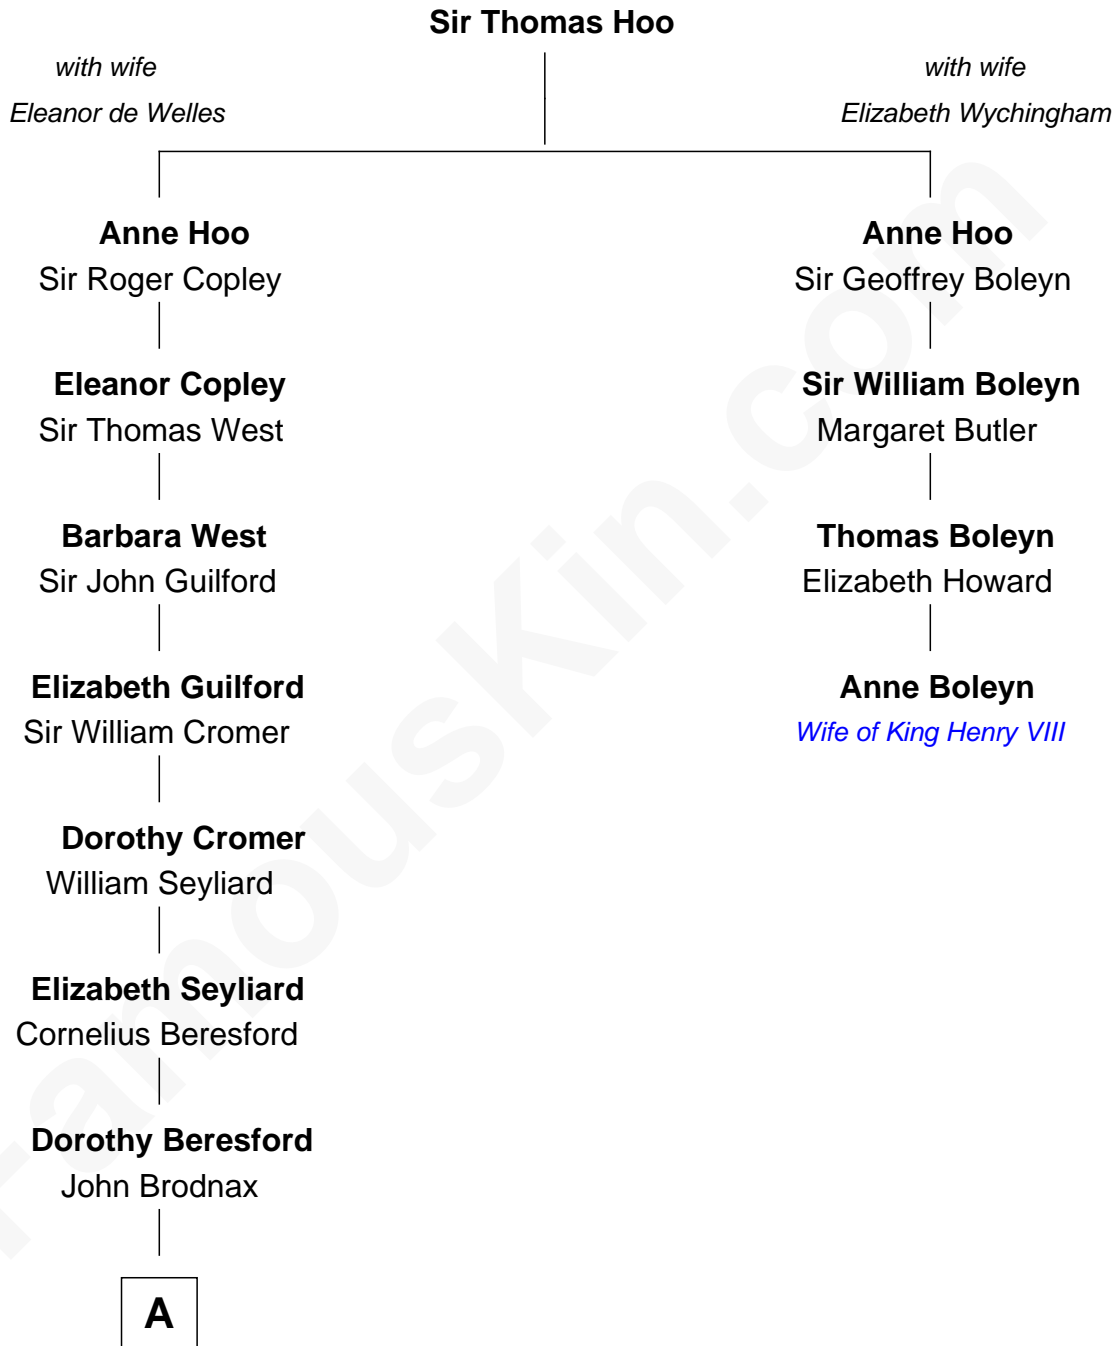 Sir Thomas Hoo
with wife
Eleanor de Welles
with wife
Elizabeth Wychingham
Anne Hoo
Sir Roger Copley
Anne Hoo
Sir Geoffrey Boleyn
Eleanor Copley
Sir Thomas West
Sir William Boleyn
Margaret Butler
Barbara West
Sir John Guilford
Thomas Boleyn
Elizabeth Howard
Elizabeth Guilford
Sir William Cromer
Anne Boleyn
Wife of King Henry VIII
Dorothy Cromer
William Seyliard
Elizabeth Seyliard
Cornelius Beresford
Dorothy Beresford
John Brodnax
A
FamousKin.com